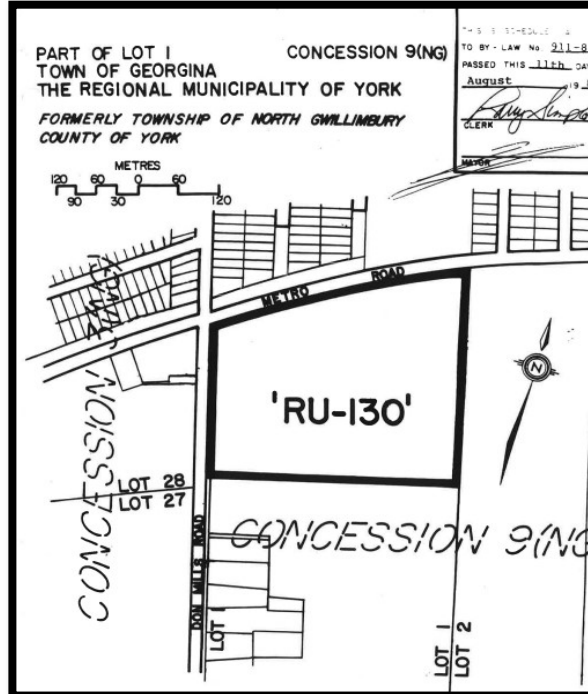 PART OF LOT 1 CONCESSION 9(NG)
TOWN OF GEORGINA
THE REGIONAL MUNICIPALITY OF YORK
FORMERLY TOWNSHIP OF NORTH GWILLIMBURY
COUNTY OF YORK
TO BY-LAW No. 911-8
PASSED THIS 11th DA
August 19
CLERK
MAYOR
METRES
120 60 0 60
90 30 120
METRO ROAD
'RU-130'
N
CONCESSION
LOT 28
LOT 27
CONCESSION 9(NG
DON MILLS ROAD
LOT 1
LOT 1
LOT 2